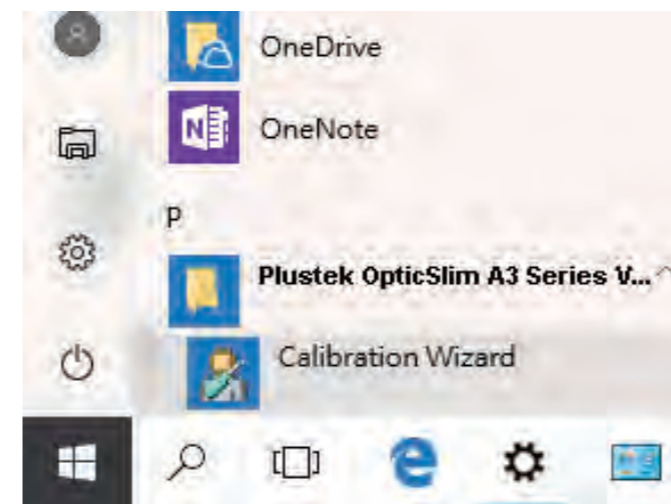 OneDrive
OneNote
P
Plustek OpticSlim A3 Series V...
Calibration Wizard